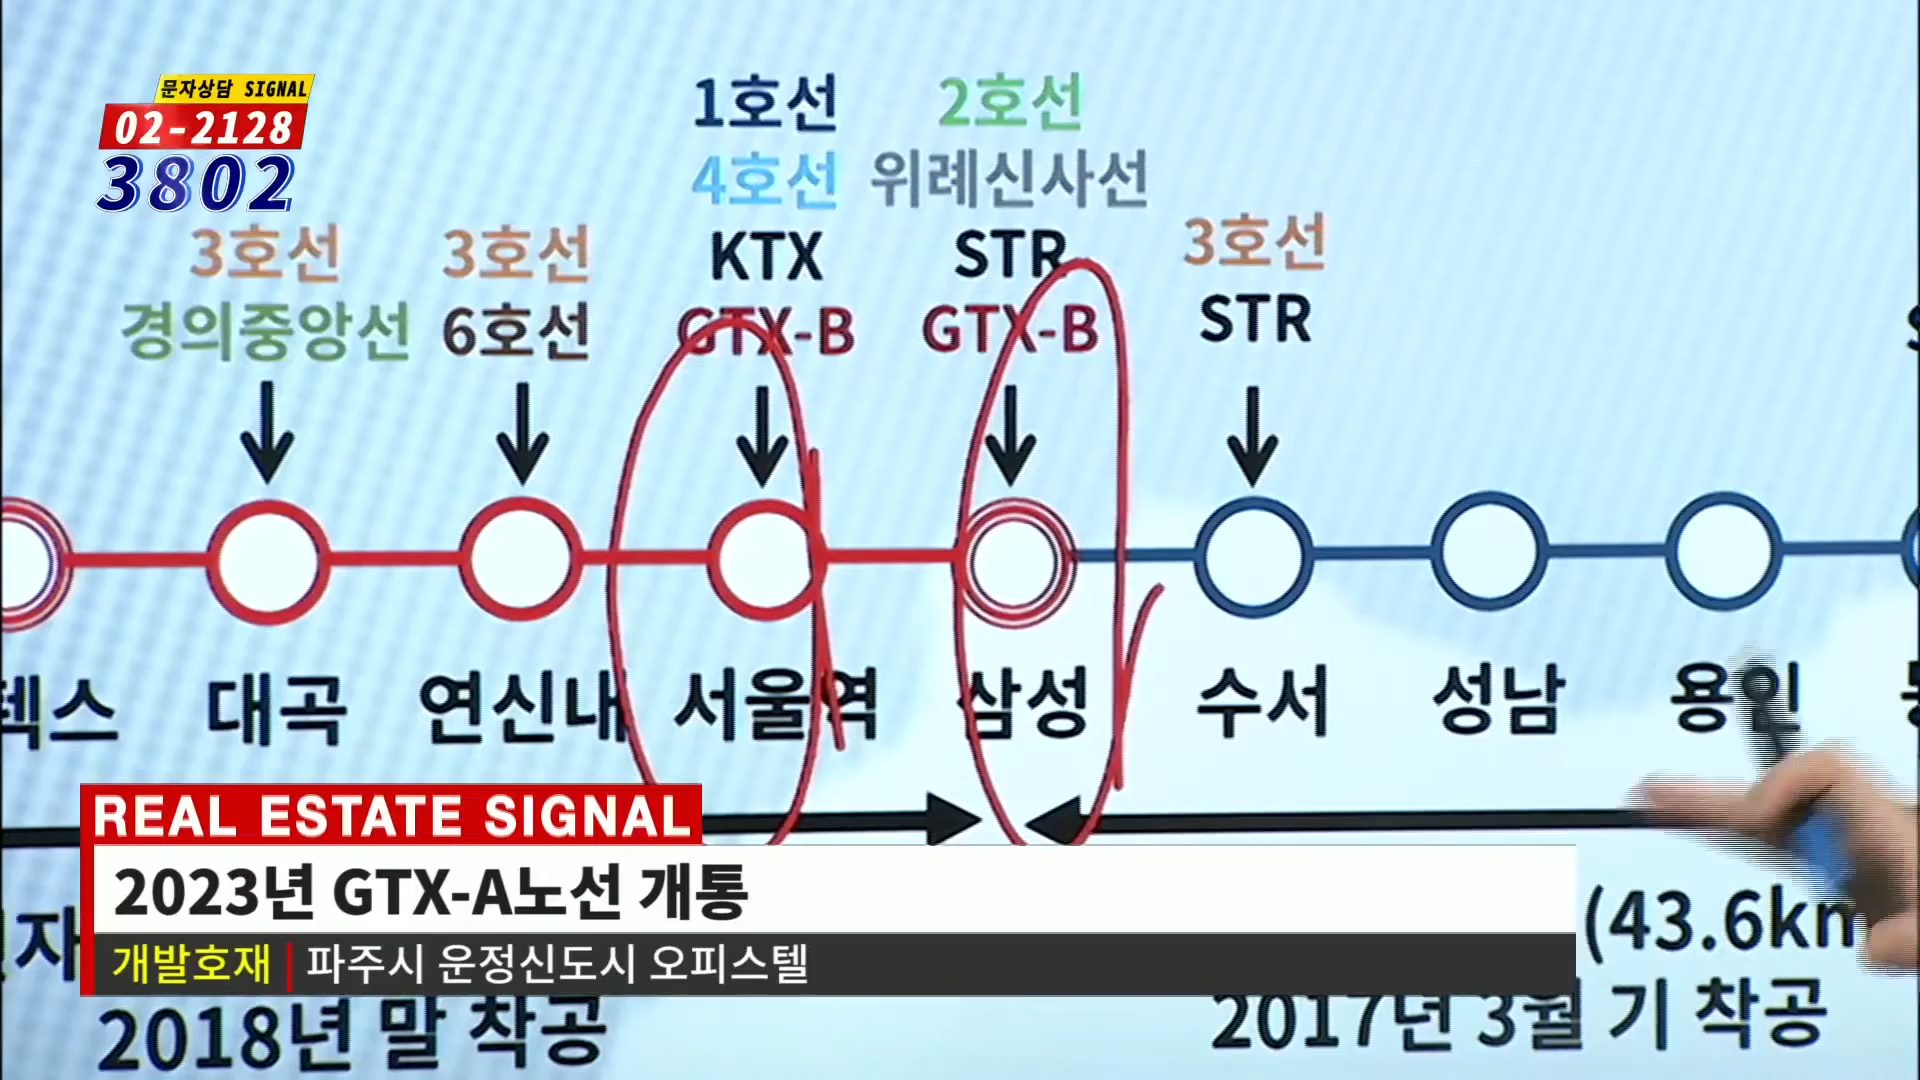 문자상담 SIGNAL
02-2128
3802
1호선 2호선
4호선 위례신사선
3호선 3호선 KTX STR 3호선
경의중앙선 6호선 GTX-B GTX-B STR
텍스 대곡 연신내 서울역 삼성 수서 성남 용인
REAL ESTATE SIGNAL
2023년 GTX-A노선 개통
개발호재 | 파주시 운정신도시 오피스텔
(43.6km
2018년 말 착공 2017년 3월 기 착공